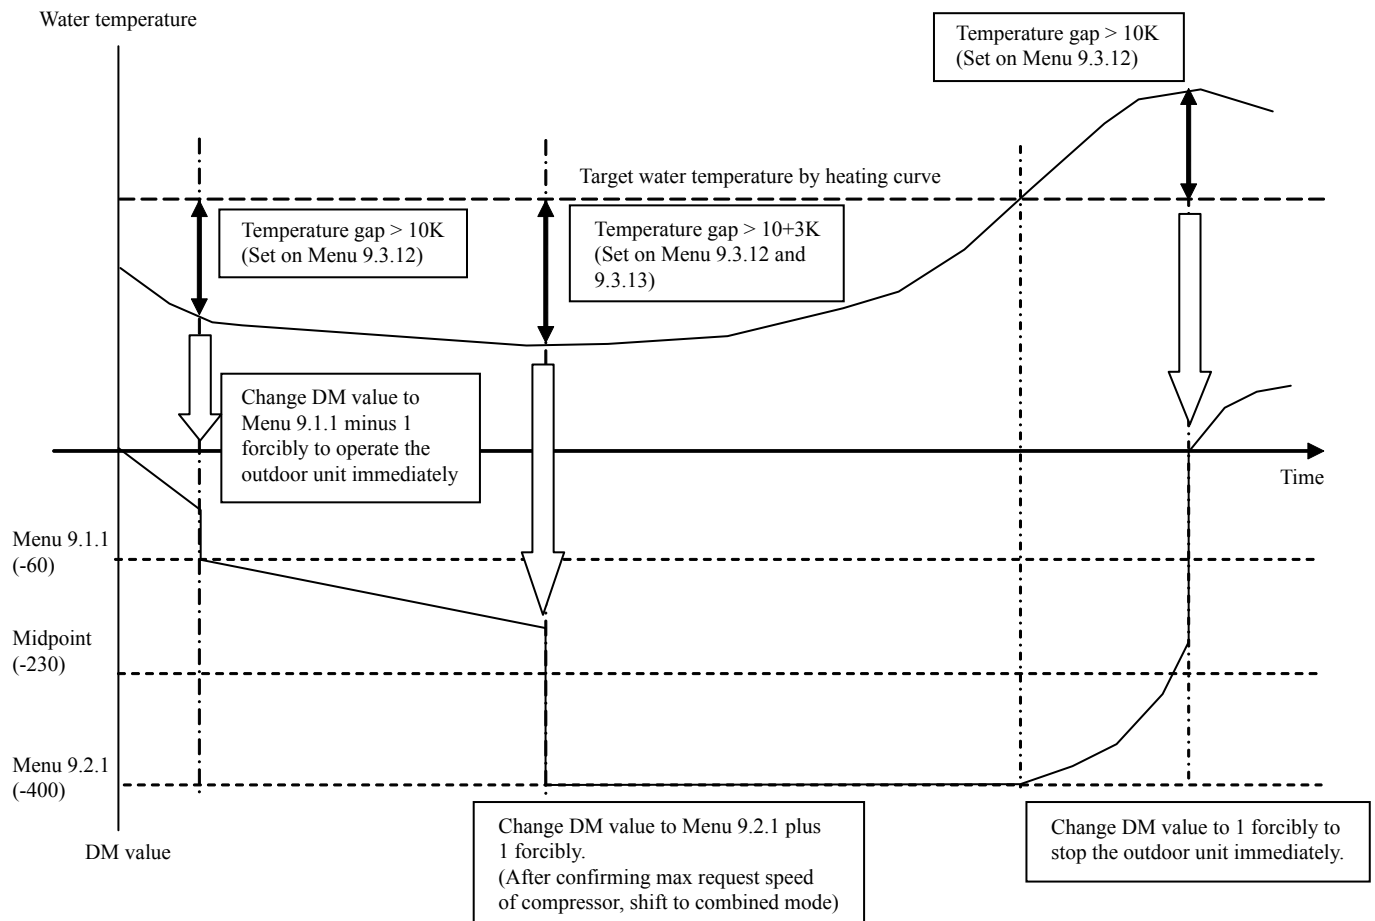 Water temperature
Temperature gap > 10K
(Set on Menu 9.3.12)
Target water temperature by heating curve
Temperature gap > 10K
(Set on Menu 9.3.12)
Temperature gap > 10+3K
(Set on Menu 9.3.12 and
9.3.13)
Change DM value to
Menu 9.1.1 minus 1
forcibly to operate the
outdoor unit immediately
Time
Menu 9.1.1
(-60)
Midpoint
(-230)
Menu 9.2.1
(-400)
DM value
Change DM value to Menu 9.2.1 plus
1 forcibly.
(After confirming max request speed
of compressor, shift to combined mode)
Change DM value to 1 forcibly to
stop the outdoor unit immediately.